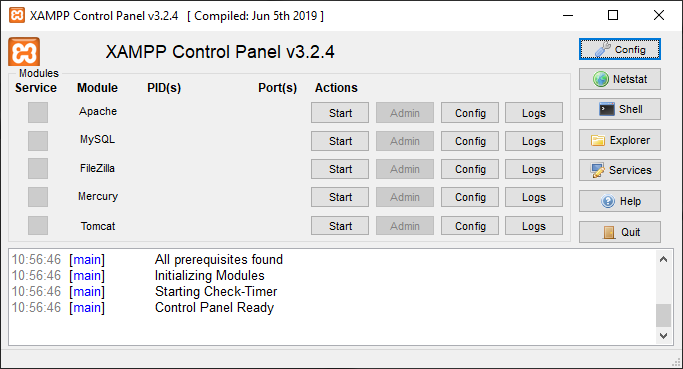 XAMPP Control Panel v3.2.4 [ Compiled: Jun 5th 2019 ]
XAMPP Control Panel v3.2.4
Config
Modules
Service Module PID(s) Port(s) Actions
Netstat
Apache Start Admin Config Logs
Shell
MySQL Start Admin Config Logs
Explorer
FileZilla Start Admin Config Logs
Services
Mercury Start Admin Config Logs
Help
Tomcat Start Admin Config Logs
Quit
10:56:46 [main] All prerequisites found
10:56:46 [main] Initializing Modules
10:56:46 [main] Starting Check-Timer
10:56:46 [main] Control Panel Ready